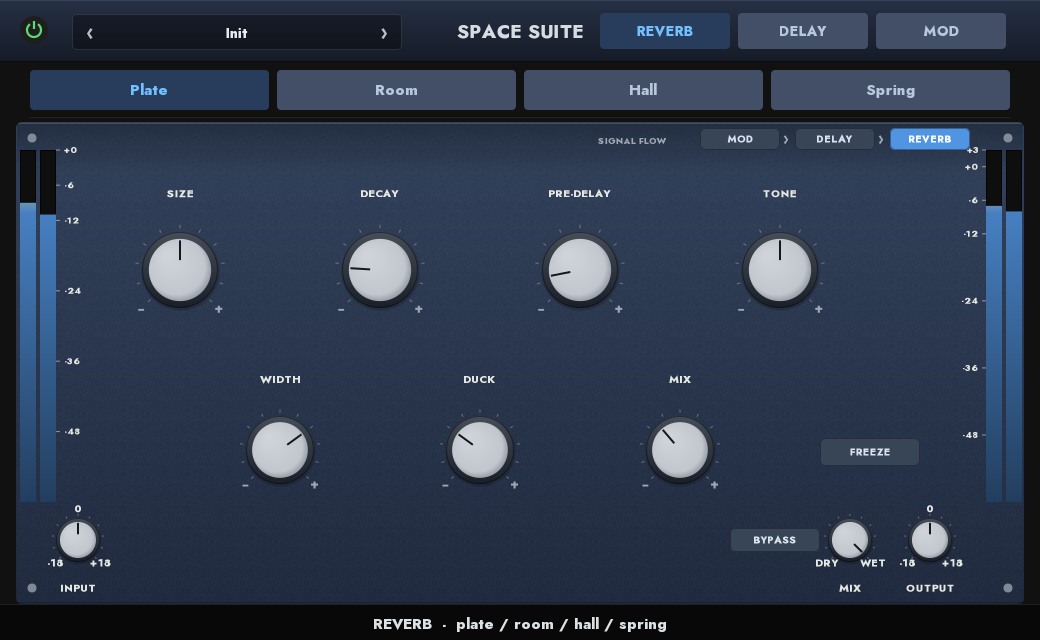 Init
SPACE SUITE
REVERB
DELAY
MOD
Plate
Room
Hall
Spring
SIGNAL FLOW
MOD
DELAY
REVERB
+0
-6
-12
-24
-36
-48
+3
+0
-6
-12
-24
-36
-48
SIZE
DECAY
PRE-DELAY
TONE
- +
- +
- +
- +
WIDTH
DUCK
MIX
- +
- +
- +
FREEZE
0
-18 +18
INPUT
BYPASS
DRY WET
MIX
0
-18 +18
OUTPUT
REVERB - plate / room / hall / spring